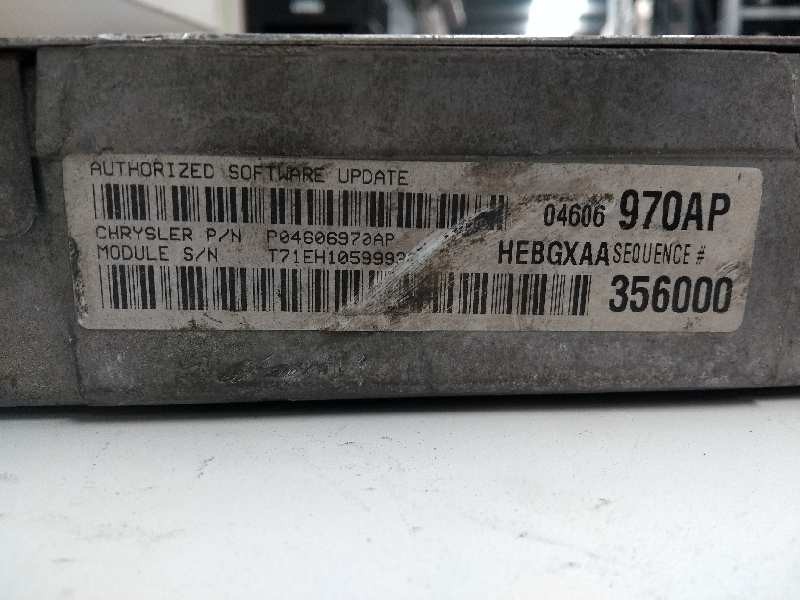 AUTHORIZED SOFTWARE UPDATE
04606 970AP
CHRYSLER P/N P04606970AP
MODULE S/N
HEBGXAA SEQUENCE #
356000